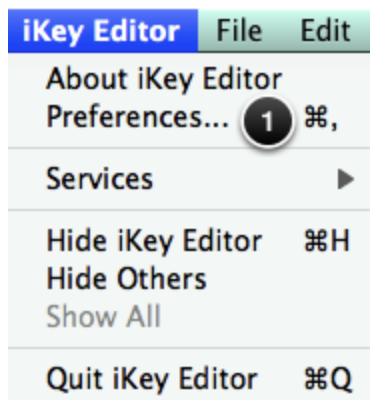 iKey Editor File Edit
About iKey Editor
Preferences... 1 ⌘,
Services ▶
Hide iKey Editor ⌘H
Hide Others
Show All
Quit iKey Editor ⌘Q